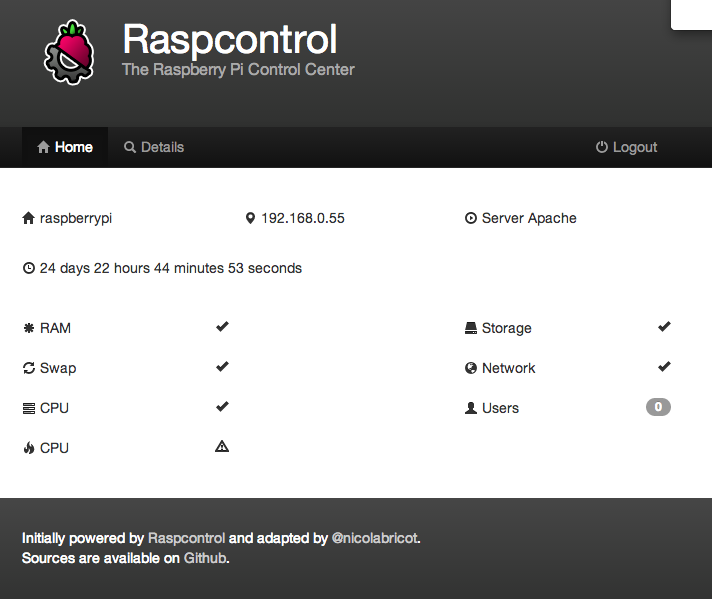 Raspcontrol
The Raspberry Pi Control Center
Home Details Logout
raspberrypi 192.168.0.55 Server Apache
24 days 22 hours 44 minutes 53 seconds
RAM Storage
Swap Network
CPU Users 0
CPU
Initially powered by Raspcontrol and adapted by @nicolabricot.
Sources are available on Github.